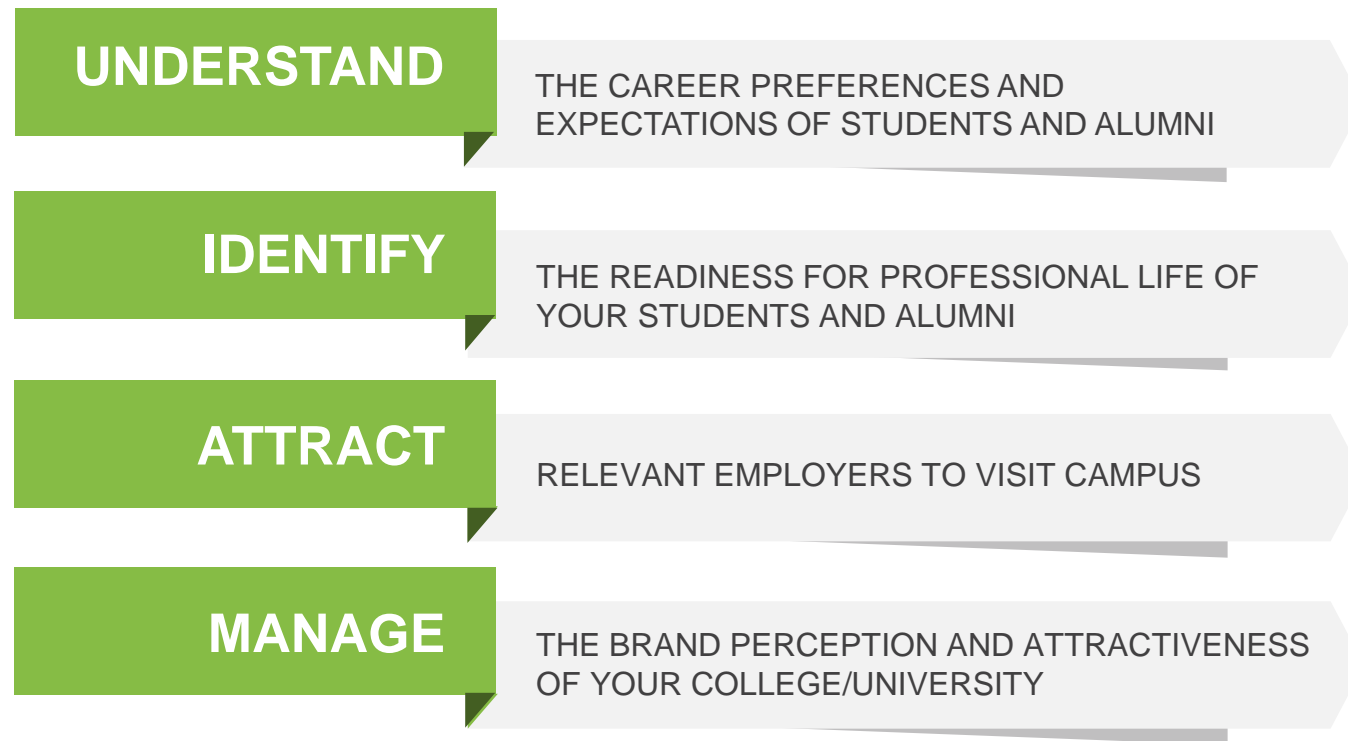 UNDERSTAND
THE CAREER PREFERENCES AND
EXPECTATIONS OF STUDENTS AND ALUMNI
IDENTIFY
THE READINESS FOR PROFESSIONAL LIFE OF
YOUR STUDENTS AND ALUMNI
ATTRACT
RELEVANT EMPLOYERS TO VISIT CAMPUS
MANAGE
THE BRAND PERCEPTION AND ATTRACTIVENESS
OF YOUR COLLEGE/UNIVERSITY